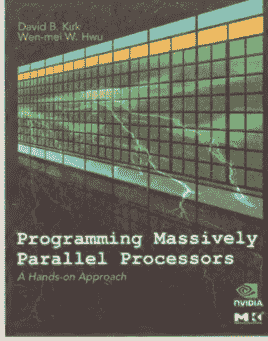 David B. Kirk
Wen-mei W. Hwu
Programming Massively
Parallel Processors
A Hands-on Approach
NVIDIA
MK